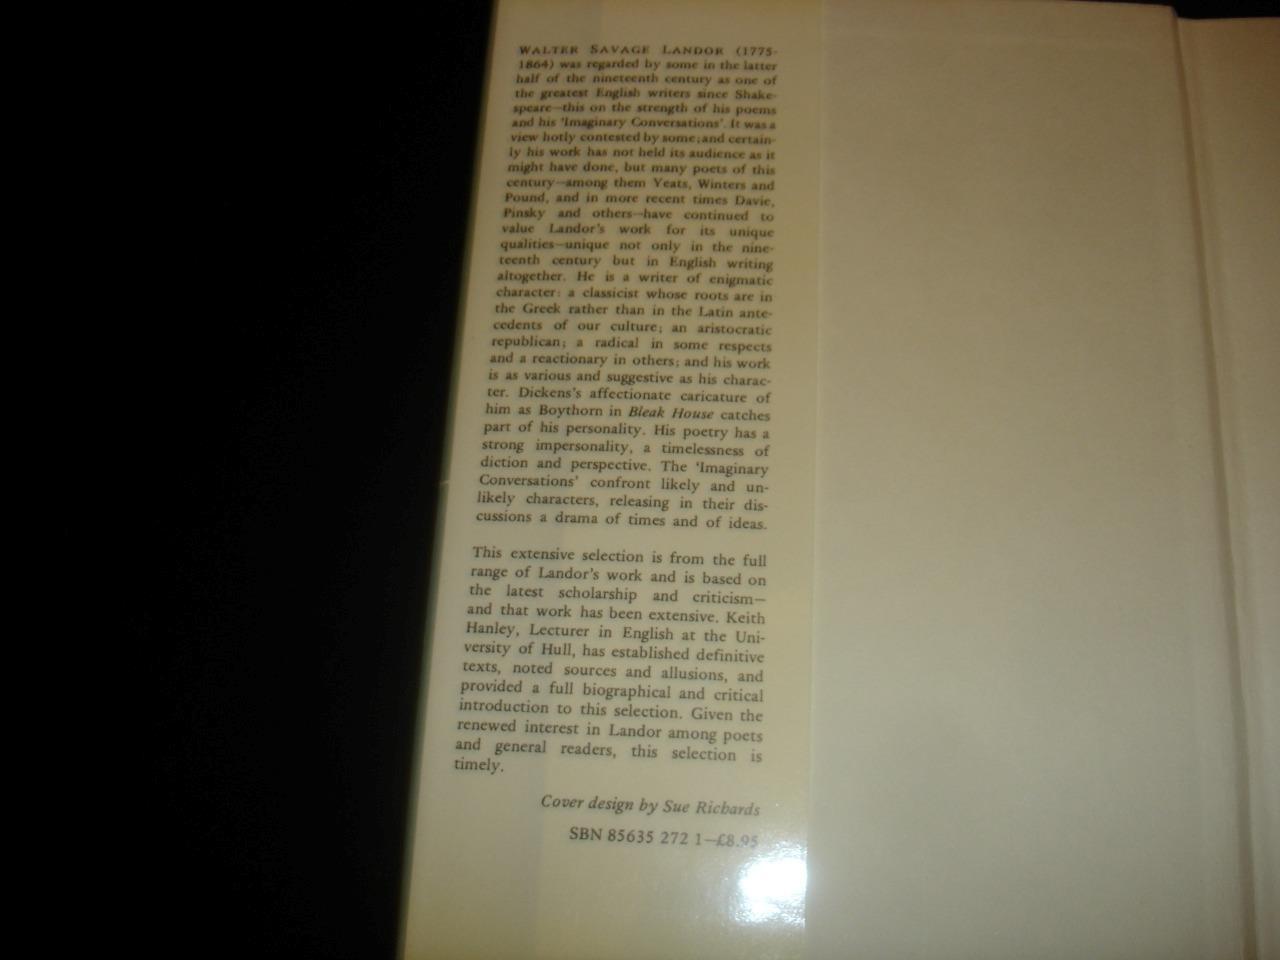 WALTER SAVAGE LANDOR (1775-
1864) was regarded by some in the latter
half of the nineteenth century as one of
the greatest English writers since Shake-
speare—this on the strength of his poems
and his 'Imaginary Conversations'. It was a
view hotly contested by some; and certain-
ly his work has not held its audience as it
might have done, but many poets of this
century—among them Yeats, Winters and
Pound, and in more recent times Davie,
Pinsky and others—have continued to
value Landor's work for its unique
qualities—unique not only in the nine-
teenth century but in English writing
altogether. He is a writer of enigmatic
character: a classicist whose roots are in
the Greek rather than in the Latin ante-
cedents of our culture; an aristocratic
republican; a radical in some respects
and a reactionary in others; and his work
is as various and suggestive as his charac-
ter. Dickens's affectionate caricature of
him as Boythorn in Bleak House catches
part of his personality. His poetry has a
strong impersonality, a timelessness of
diction and perspective. The 'Imaginary
Conversations' confront likely and un-
likely characters, releasing in their dis-
cussions a drama of times and of ideas.
This extensive selection is from the full
range of Landor's work and is based on
the latest scholarship and criticism—
and that work has been extensive. Keith
Hanley, Lecturer in English at the Uni-
versity of Hull, has established definitive
texts, noted sources and allusions, and
provided a full biographical and critical
introduction to this selection. Given the
renewed interest in Landor among poets
and general readers, this selection is
timely.
Cover design by Sue Richards
SBN 85635 272 1—£8.95